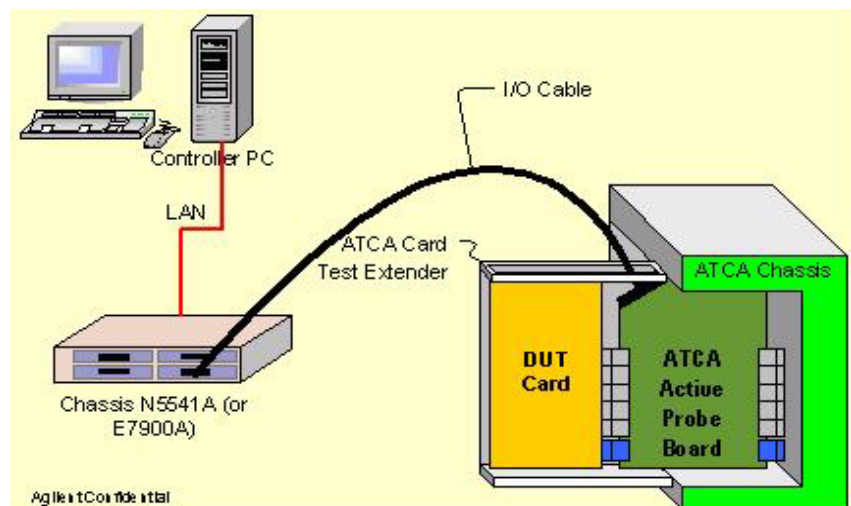 I/O Cable
Controller PC
LAN
ATCA Card
Test Extender
ATCA Chassis
DUT
Card
ATCA
Active
Probe
Board
Chassis N5541A (or
E7900A)
Agilent Confidential